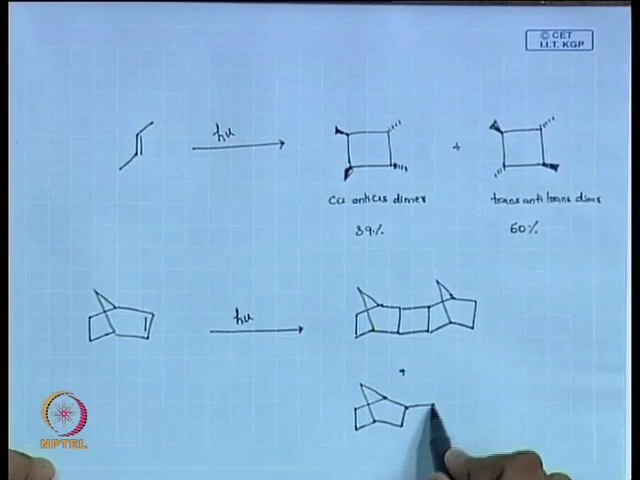 © CET
I.I.T. KGP
hν
+
cis anti cis dimer
trans anti trans dimer
39%
60%
hν
+
NPTEL